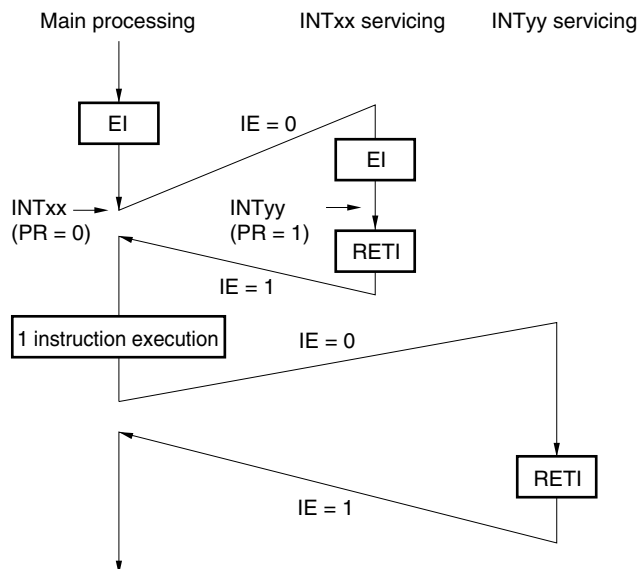 Main processing
INTxx servicing
INTyy servicing
EI
IE = 0
EI
INTxx
(PR = 0)
INTyy
(PR = 1)
RETI
IE = 1
1 instruction execution
IE = 0
RETI
IE = 1